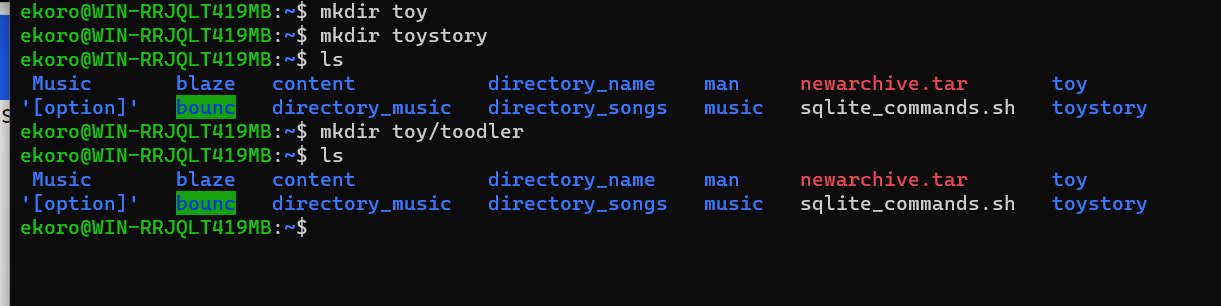 ekoro@WIN-RRJQLT419MB:~$ mkdir toy
ekoro@WIN-RRJQLT419MB:~$ mkdir toystory
ekoro@WIN-RRJQLT419MB:~$ ls
Music blaze content directory_name man newarchive.tar toy
'[option]' bounc directory_music directory_songs music sqlite_commands.sh toystory
ekoro@WIN-RRJQLT419MB:~$ mkdir toy/toodler
ekoro@WIN-RRJQLT419MB:~$ ls
Music blaze content directory_name man newarchive.tar toy
'[option]' bounc directory_music directory_songs music sqlite_commands.sh toystory
ekoro@WIN-RRJQLT419MB:~$